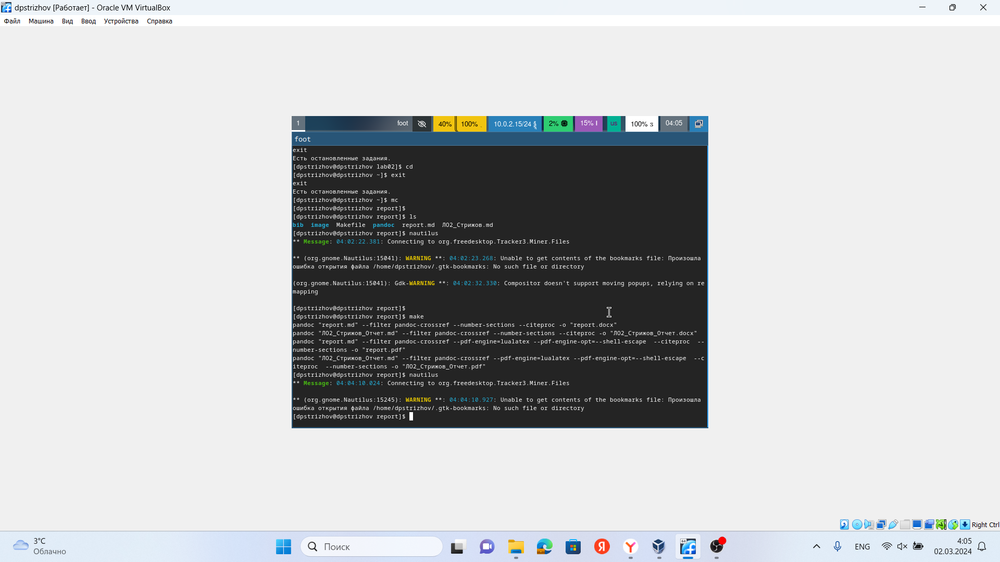 dpstrizhov [Работает] - Oracle VM VirtualBox
Файл Машина Вид Ввод Устройства Справка
1 foot 40% 100% 10.0.2.15/24 2% 15% us 100% 04:05
foot
exit
Есть остановленные задания.
[dpstrizhov@dpstrizhov lab02]$ cd
[dpstrizhov@dpstrizhov ~]$ exit
exit
Есть остановленные задания.
[dpstrizhov@dpstrizhov ~]$ mc
[dpstrizhov@dpstrizhov report]$
[dpstrizhov@dpstrizhov report]$ ls
bib image Makefile pandoc report.md ЛО2_Стрижов.md
[dpstrizhov@dpstrizhov report]$ nautilus
** Message: 04:02:22.381: Connecting to org.freedesktop.Tracker3.Miner.Files
** (org.gnome.Nautilus:15041): WARNING **: 04:02:23.268: Unable to get contents of the bookmarks file: Произошла
ошибка открытия файла /home/dpstrizhov/.gtk-bookmarks: No such file or directory
(org.gnome.Nautilus:15041): Gdk-WARNING **: 04:02:32.330: Compositor doesn't support moving popups, relying on re
mapping
[dpstrizhov@dpstrizhov report]$
[dpstrizhov@dpstrizhov report]$ make
pandoc "report.md" --filter pandoc-crossref --number-sections --citeproc -o "report.docx"
pandoc "ЛО2_Стрижов_Отчет.md" --filter pandoc-crossref --number-sections --citeproc -o "ЛО2_Стрижов_Отчет.docx"
pandoc "report.md" --filter pandoc-crossref --pdf-engine=lualatex --pdf-engine-opt=--shell-escape --citeproc --
number-sections -o "report.pdf"
pandoc "ЛО2_Стрижов_Отчет.md" --filter pandoc-crossref --pdf-engine=lualatex --pdf-engine-opt=--shell-escape --c
iteproc --number-sections -o "ЛО2_Стрижов_Отчет.pdf"
[dpstrizhov@dpstrizhov report]$ nautilus
** Message: 04:04:10.024: Connecting to org.freedesktop.Tracker3.Miner.Files
** (org.gnome.Nautilus:15245): WARNING **: 04:04:10.927: Unable to get contents of the bookmarks file: Произошла
ошибка открытия файла /home/dpstrizhov/.gtk-bookmarks: No such file or directory
[dpstrizhov@dpstrizhov report]$
Right Ctrl
3°C
Облачно
Поиск
64
ENG
4:05
02.03.2024